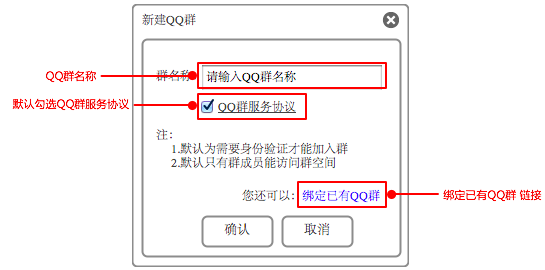 新建QQ群
QQ群名称
群名称
请输入QQ群名称
默认勾选QQ群服务协议
QQ群服务协议
注:
1.默认为需要身份验证才能加入群
2.默认只有群成员能访问群空间
您还可以: 绑定已有QQ群
绑定已有QQ群 链接
确认
取消